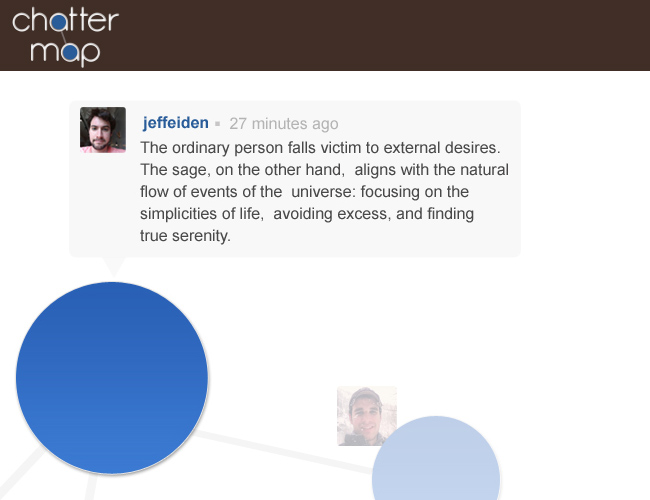 chatter
map
jeffeiden ▪ 27 minutes ago
The ordinary person falls victim to external desires.
The sage, on the other hand,  aligns with the natural
flow of events of the  universe: focusing on the
simplicities of life,  avoiding excess, and finding
true serenity.